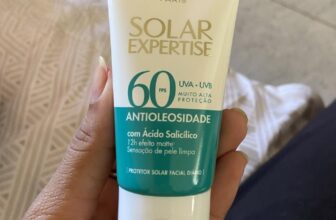 PARIS
SOLAR
EXPERTISE
60 FPS
UVA - UVB
MUITO ALTA
PROTEÇÃO
ANTIOLEOSIDADE
com Ácido Salicílico
12h efeito matte
Sensação de pele limpa
PROTETOR SOLAR FACIAL DIÁRIO